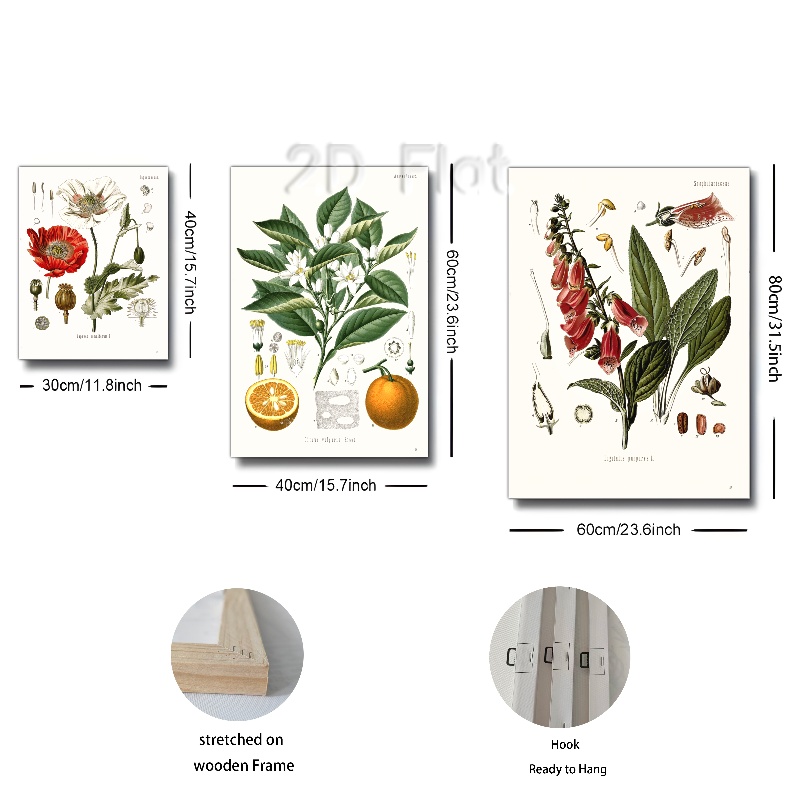 2D Flat
40cm/15.7inch
30cm/11.8inch
60cm/23.6inch
40cm/15.7inch
80cm/31.5inch
60cm/23.6inch
stretched on
wooden Frame
Hook
Ready to Hang